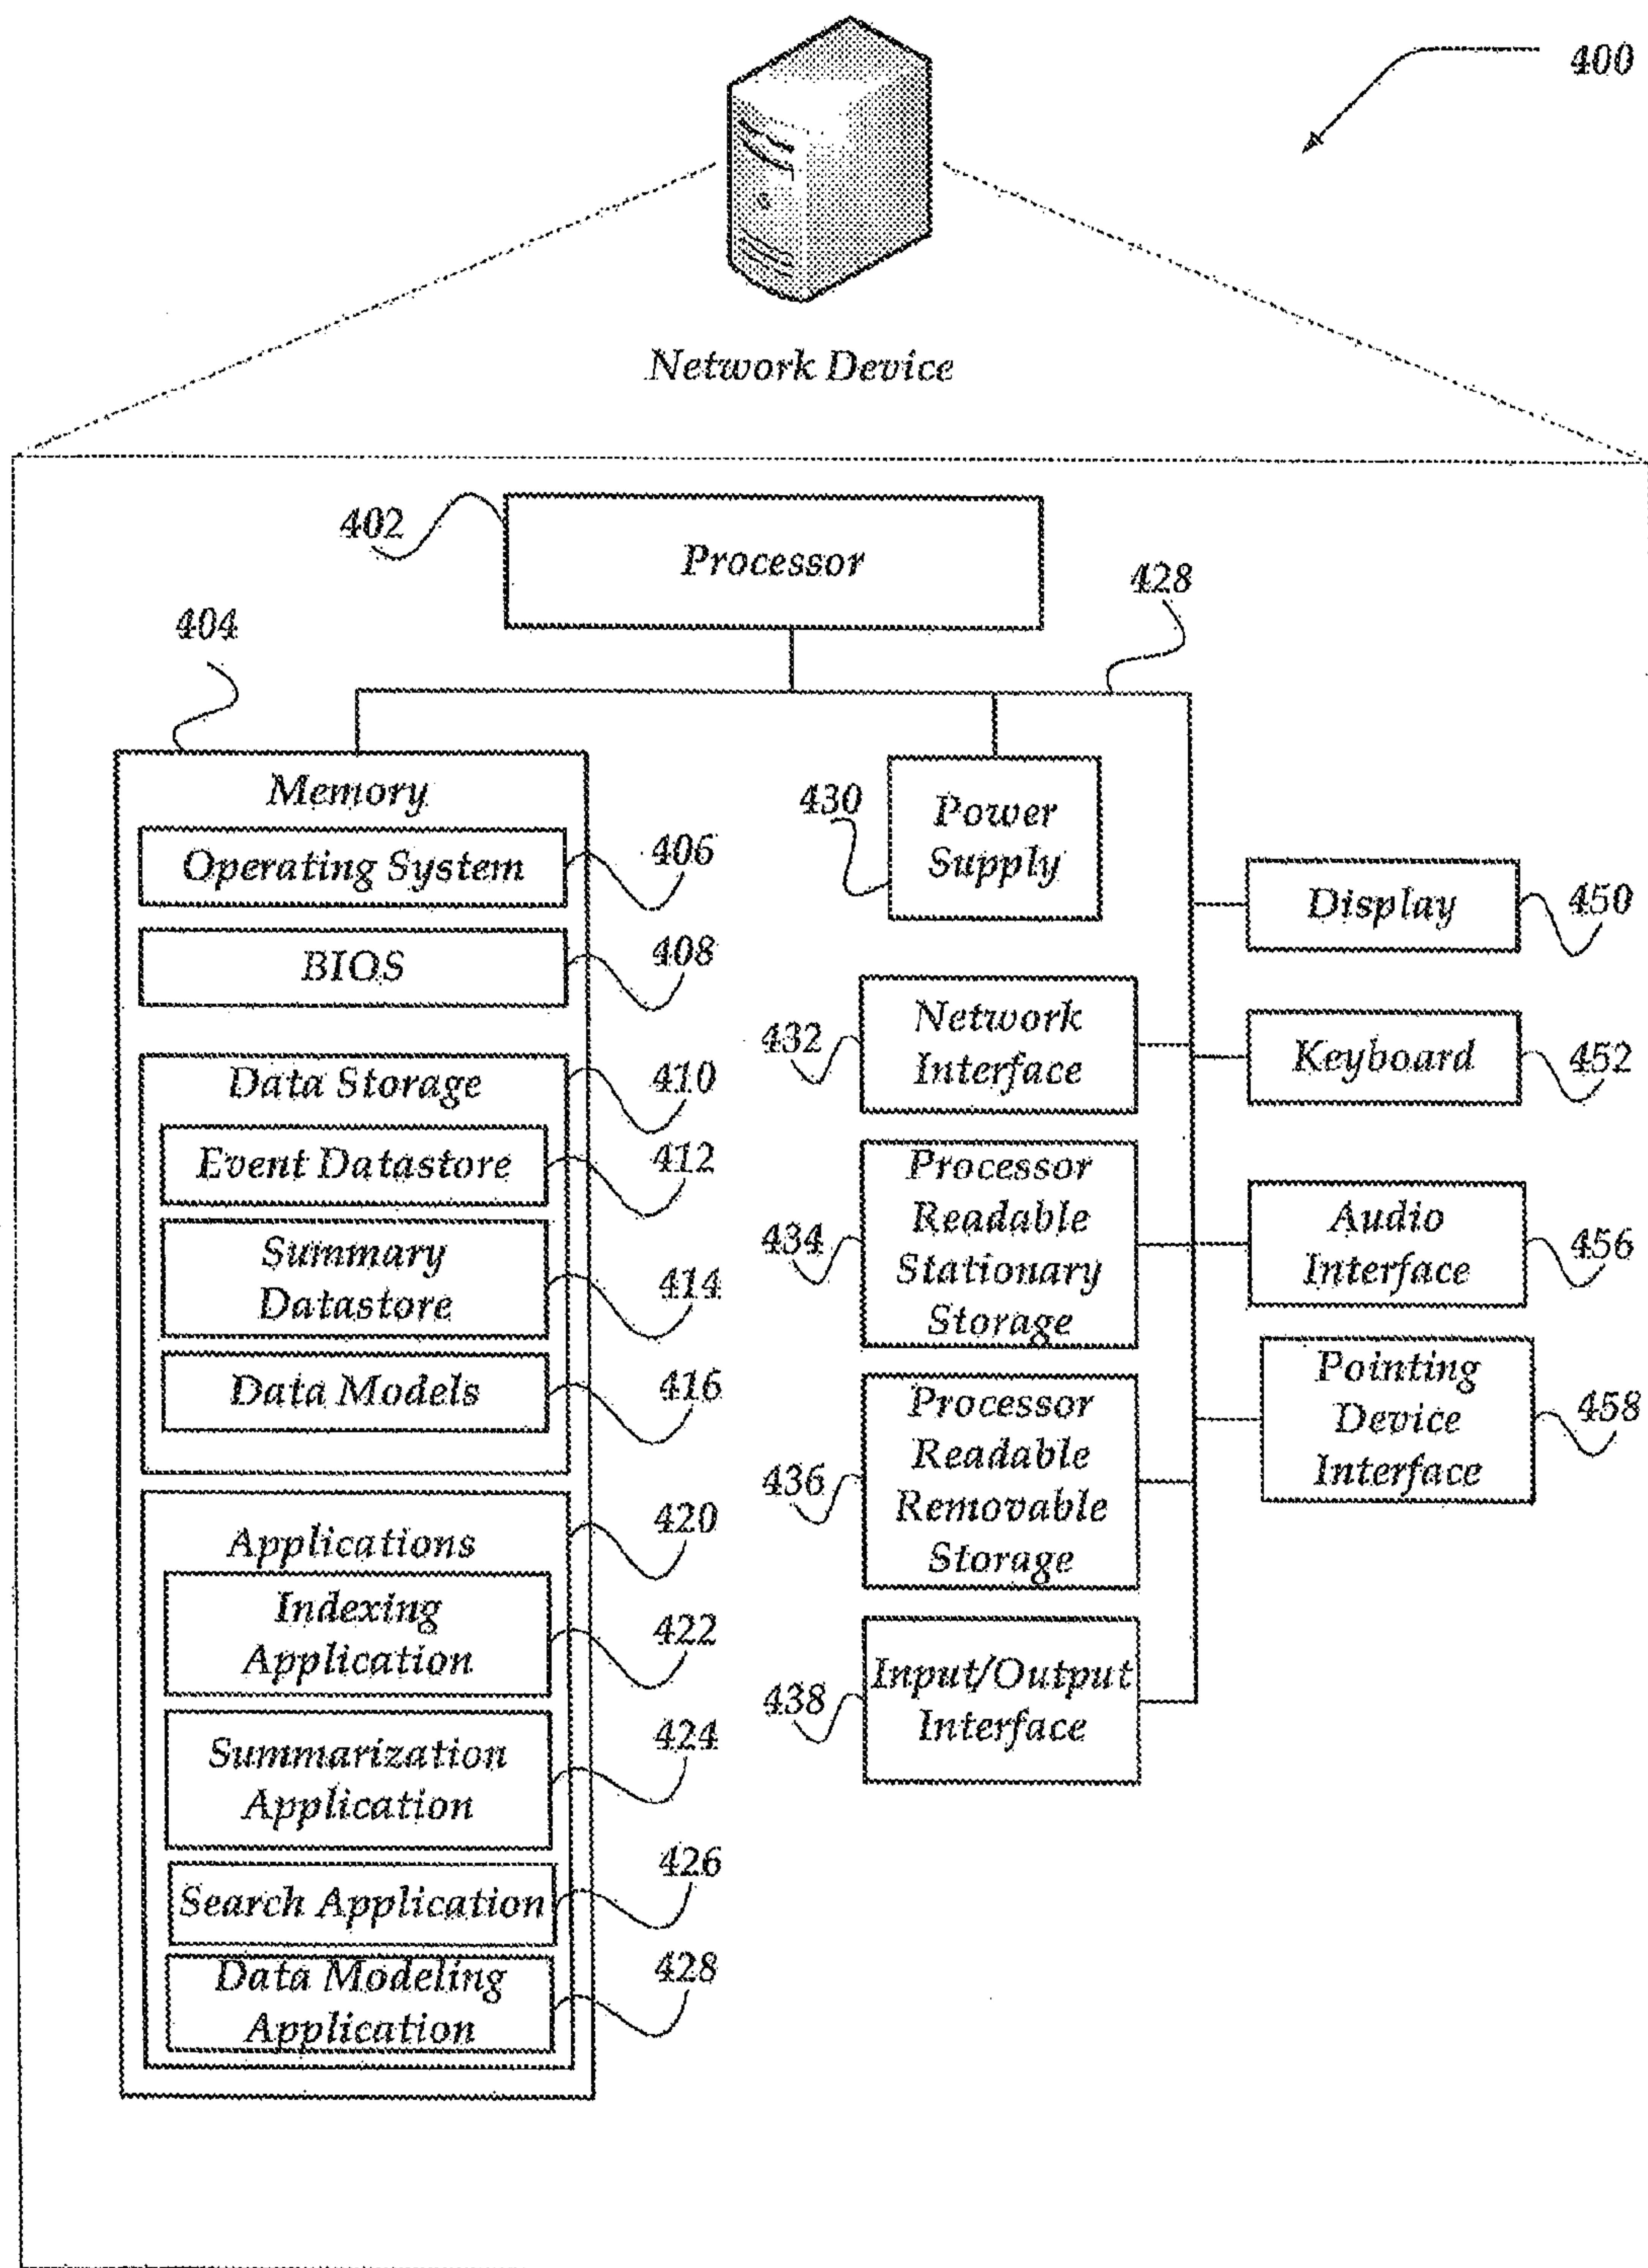 400
Network Device
402
Processor
428
404
Memory
Operating System
406
BIOS
408
Data Storage
410
Event Datastore
412
Summary
Datastore
414
Data Models
416
Applications
420
Indexing
Application
422
Summarization
Application
424
Search Application
426
Data Modeling
Application
428
430
Power
Supply
432
Network
Interface
434
Processor
Readable
Stationary
Storage
436
Processor
Readable
Removable
Storage
438
Input/Output
Interface
Display
450
Keyboard
452
Audio
Interface
456
Pointing
Device
Interface
458